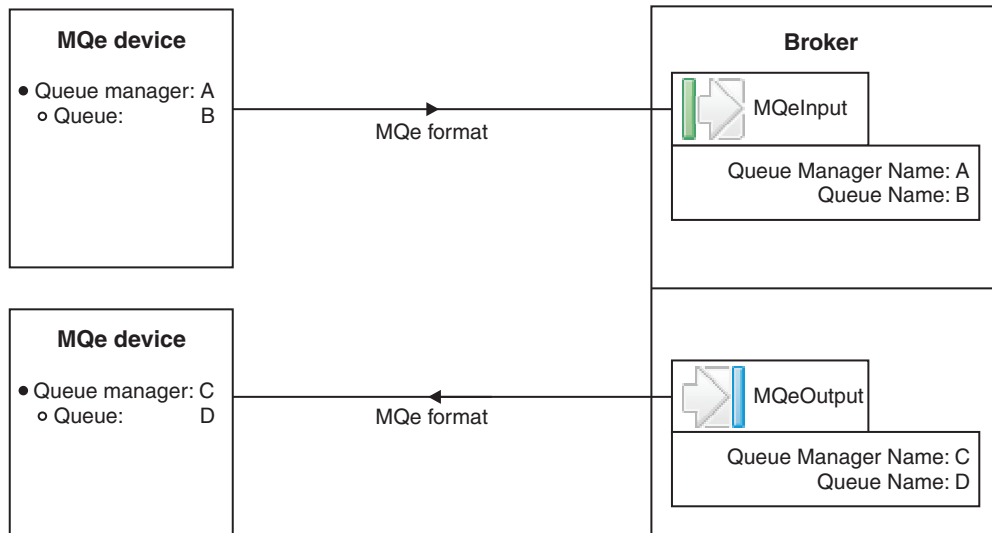 MQe device
● Queue manager: A
○ Queue: B
MQe format
Broker
MQeInput
Queue Manager Name: A
Queue Name: B
MQe device
● Queue manager: C
○ Queue: D
MQe format
MQeOutput
Queue Manager Name: C
Queue Name: D